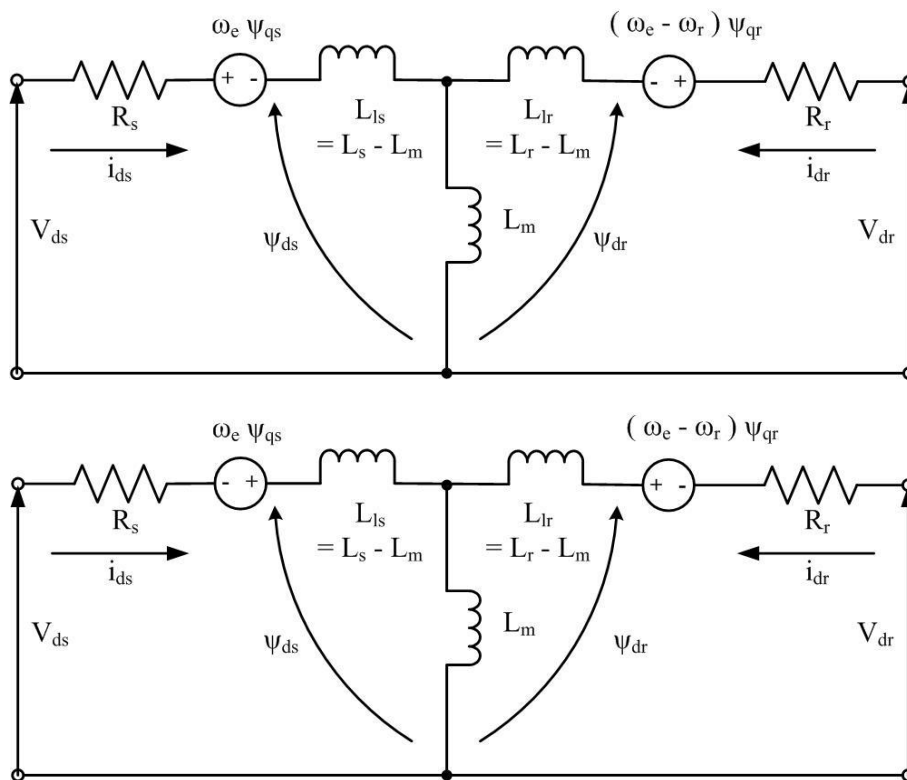 ωe ψqs
( ωe - ωr ) ψqr
+ -
- +
Rs
Lls
= Ls - Lm
Llr
= Lr - Lm
Rr
ids
idr
Lm
Vds
ψds
ψdr
Vdr
ωe ψqs
( ωe - ωr ) ψqr
- +
+ -
Rs
Lls
= Ls - Lm
Llr
= Lr - Lm
Rr
ids
idr
Lm
Vds
ψds
ψdr
Vdr